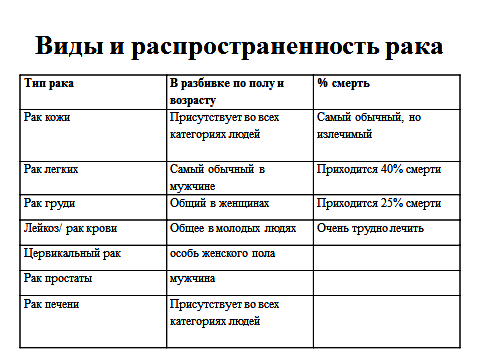 Виды и распространенность рака
Тип рака
В разбивке по полу и
возрасту
% смерть
Рак кожи
Присутствует во всех
категориях людей
Самый обычный, но
излечимый
Рак легких
Самый обычный в
мужчине
Приходится 40% смерти
Рак груди
Общий в женщинах
Приходится 25% смерти
Лейкоз/ рак крови
Общее в молодых людях
Очень трудно лечить
Цервикальный рак
особь женского пола
Рак простаты
мужчина
Рак печени
Присутствует во всех
категориях людей